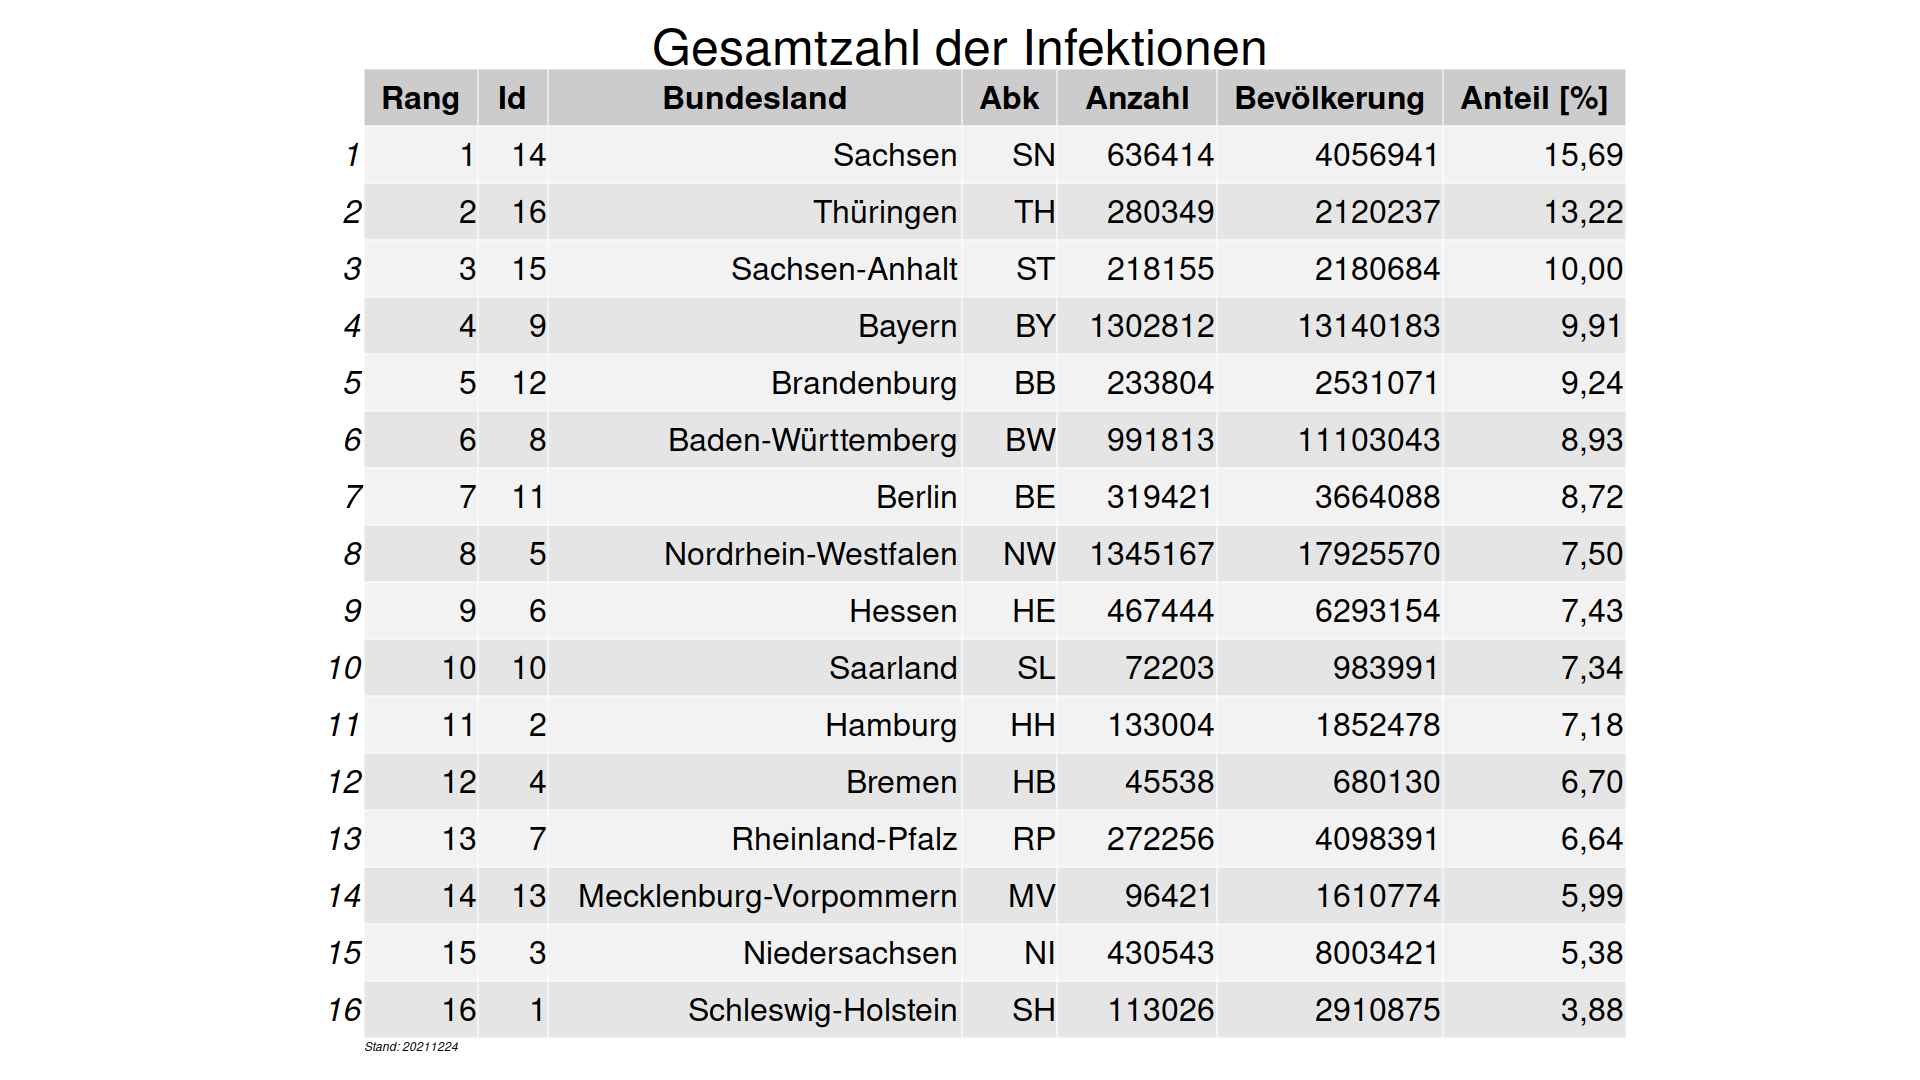 Gesamtzahl der Infektionen
Rang Id Bundesland Abk Anzahl Bevölkerung Anteil [%]
1 1 14 Sachsen SN 636414 4056941 15,69
2 2 16 Thüringen TH 280349 2120237 13,22
3 3 15 Sachsen-Anhalt ST 218155 2180684 10,00
4 4 9 Bayern BY 1302812 13140183 9,91
5 5 12 Brandenburg BB 233804 2531071 9,24
6 6 8 Baden-Württemberg BW 991813 11103043 8,93
7 7 11 Berlin BE 319421 3664088 8,72
8 8 5 Nordrhein-Westfalen NW 1345167 17925570 7,50
9 9 6 Hessen HE 467444 6293154 7,43
10 10 10 Saarland SL 72203 983991 7,34
11 11 2 Hamburg HH 133004 1852478 7,18
12 12 4 Bremen HB 45538 680130 6,70
13 13 7 Rheinland-Pfalz RP 272256 4098391 6,64
14 14 13 Mecklenburg-Vorpommern MV 96421 1610774 5,99
15 15 3 Niedersachsen NI 430543 8003421 5,38
16 16 1 Schleswig-Holstein SH 113026 2910875 3,88
Stand: 20211224